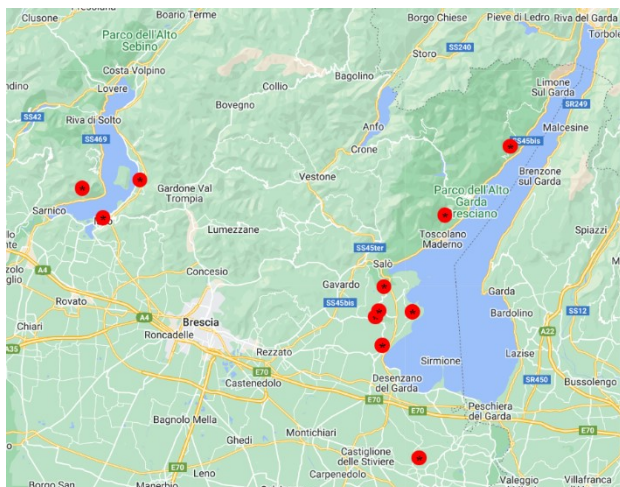 Clusone
Boario Terme
Borgo Chiese
Pieve di Ledro
Riva del Garda
Parco dell'Alto
Sebino
Torbole
Storo
SS240
Costa Volpino
Bagolino
Limone
Sul Garda
Collio
Lovere
SR249
Bovegno
Malcesine
SS42
Riva di Solto
Anfo
SS469
Crone
SS45bis
Brenzone
sul Garda
Vestone
Gardone Val
Trompia
Parco dell'Alto
Garda
Bresciano
Sarnico
Toscolano
Maderno
Lumezzane
Spiazzi
SS45ter
Salò
A4
Concesio
Gavardo
Garda
Rovato
SS45bis
Bardolino
SS12
Chiari
A4
Brescia
A22
Roncadelle
A35
Rezzato
Sirmione
Lazise
E70
Desenzano
del Garda
SR450
Bussolengo
Castenedolo
E70
Peschiera
del Garda
Bagnolo Mella
E70
Ghedi
Montichiari
Castiglione
delle Stiviere
E70
Leno
Carpenedolo
Valeggio
Villafranca
Borgo San
Manerbio